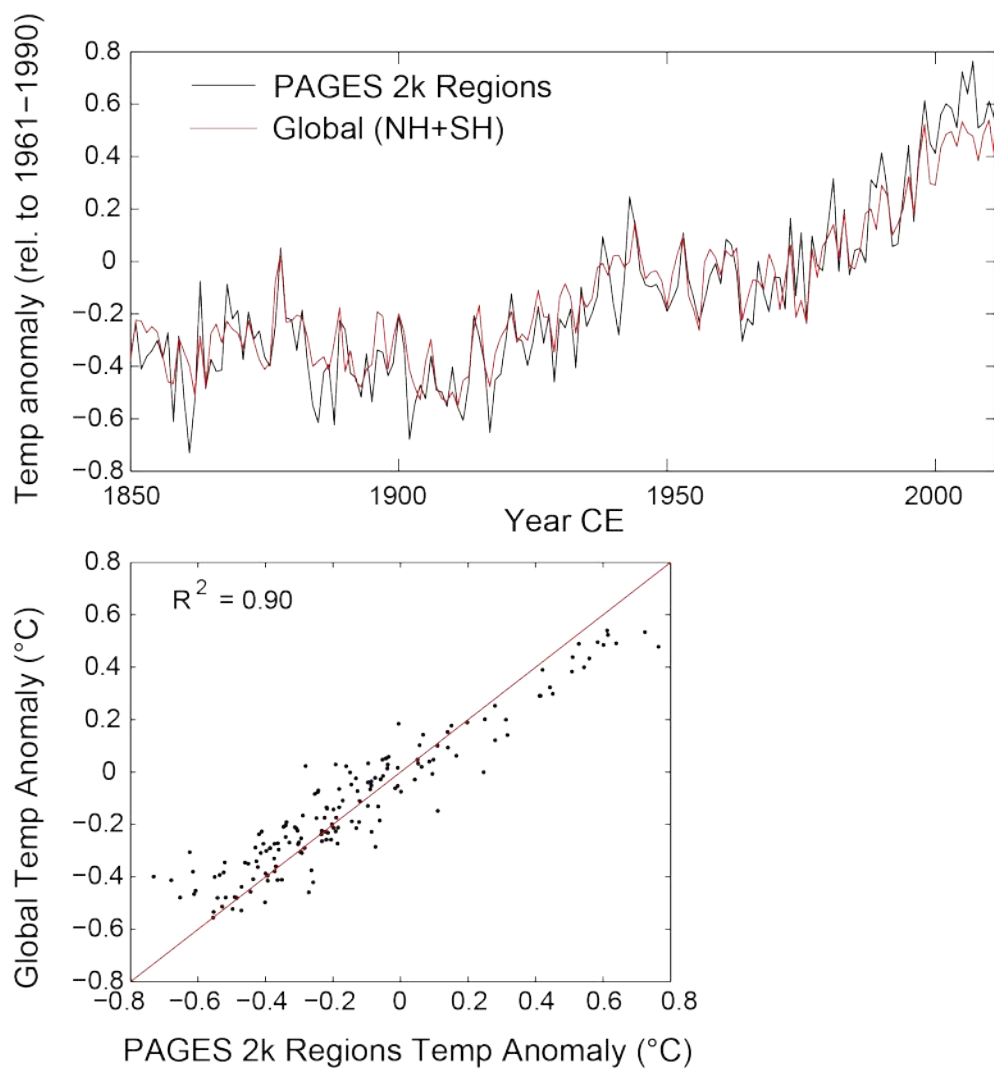 Temp anomaly (rel. to 1961−1990)
0.8
0.6
0.4
0.2
0
−0.2
−0.4
−0.6
−0.8
PAGES 2k Regions
Global (NH+SH)
1850 1900 1950 2000
Year CE
Global Temp Anomaly (°C)
0.8
0.6
0.4
0.2
0
−0.2
−0.4
−0.6
−0.8
R² = 0.90
−0.8 −0.6 −0.4 −0.2 0 0.2 0.4 0.6 0.8
PAGES 2k Regions Temp Anomaly (°C)